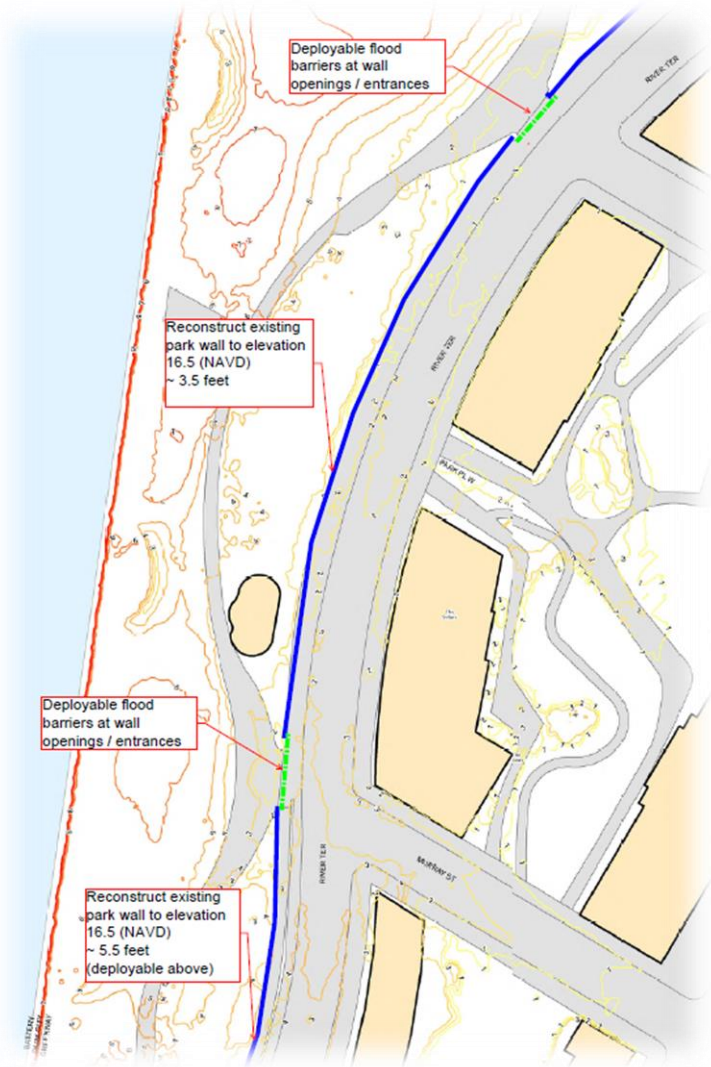 Deployable flood
barriers at wall
openings / entrances
RIVER TER
Reconstruct existing
park wall to elevation
16.5 (NAVD)
~ 3.5 feet
RIVER TER
PARK PL W
Deployable flood
barriers at wall
openings / entrances
RIVER TER
MURRAY ST
Reconstruct existing
park wall to elevation
16.5 (NAVD)
~ 5.5 feet
(deployable above)